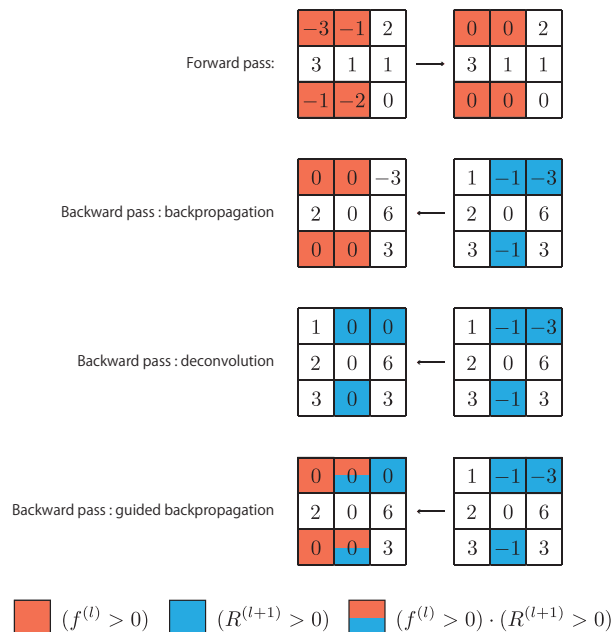 −3 −1 2 0 0 2
Forward pass: 3 1 1 3 1 1
−1 −2 0 0 0 0
0 0 −3 1 −1 −3
Backward pass : backpropagation 2 0 6 2 0 6
0 0 3 3 −1 3
1 0 0 1 −1 −3
Backward pass : deconvolution 2 0 6 2 0 6
3 0 3 3 −1 3
0 0 0 1 −1 −3
Backward pass : guided backpropagation 2 0 6 2 0 6
0 0 3 3 −1 3
(f^{(l)} > 0) (R^{(l+1)} > 0) (f^{(l)} > 0) · (R^{(l+1)} > 0)